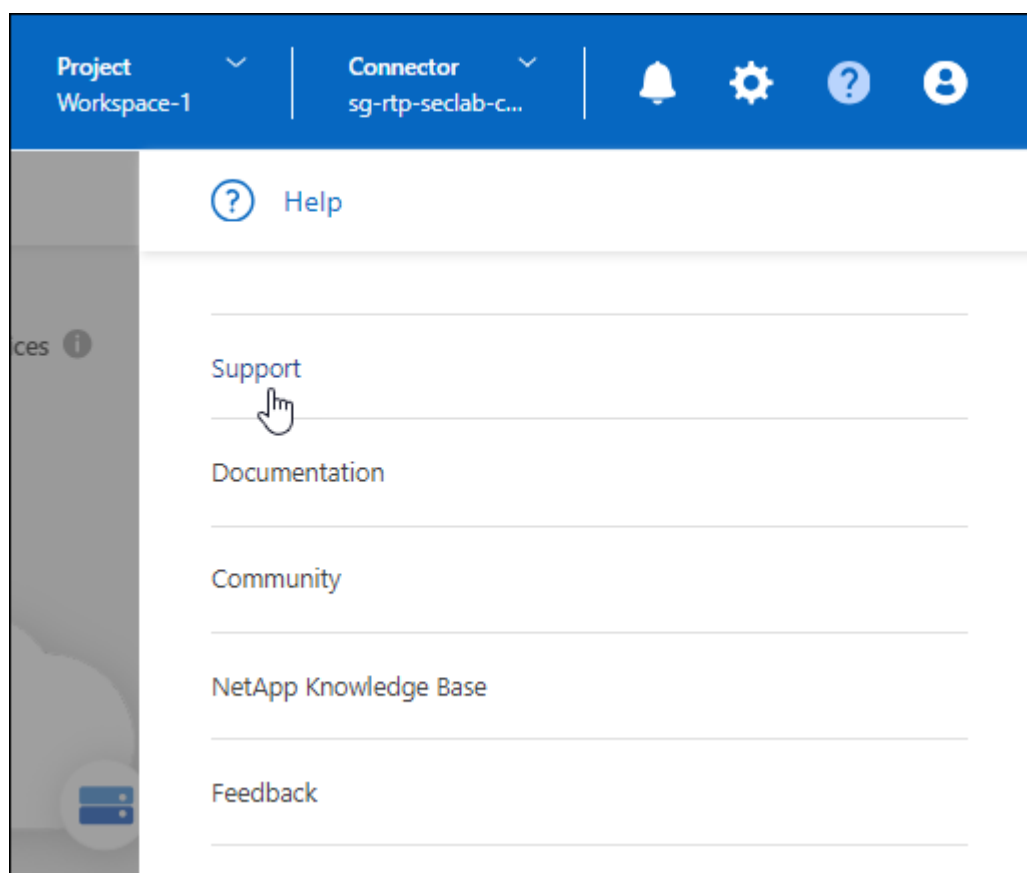 Project
Workspace-1
Connector
sg-rtp-seclab-c...
Help
ces
Support
Documentation
Community
NetApp Knowledge Base
Feedback